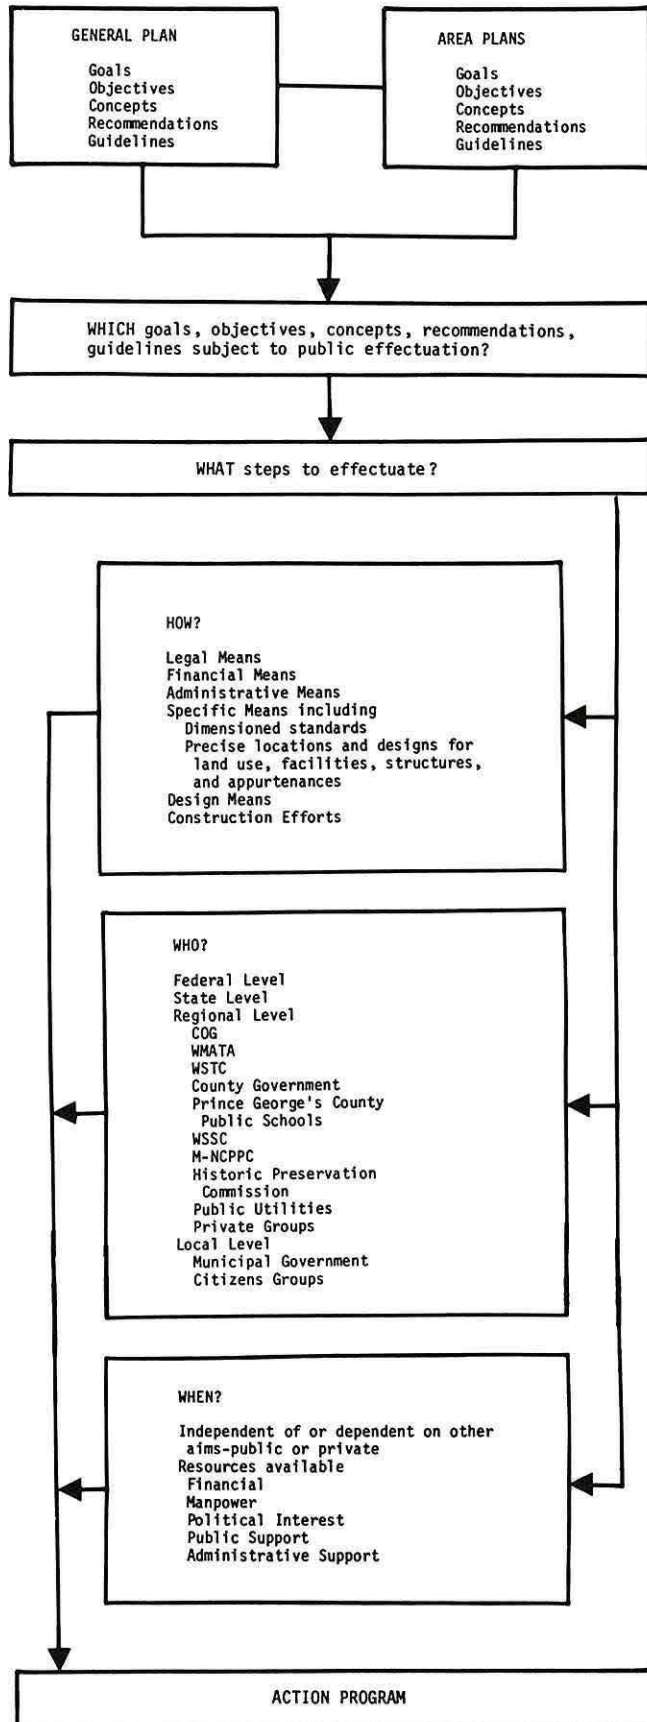 GENERAL PLAN
Goals
Objectives
Concepts
Recommendations
Guidelines
AREA PLANS
Goals
Objectives
Concepts
Recommendations
Guidelines
WHICH goals, objectives, concepts, recommendations,
guidelines subject to public effectuation?
WHAT steps to effectuate?
HOW?
Legal Means
Financial Means
Administrative Means
Specific Means including
Dimensioned standards
Precise locations and designs for
land use, facilities, structures,
and appurtenances
Design Means
Construction Efforts
WHO?
Federal Level
State Level
Regional Level
COG
WMATA
WSTC
County Government
Prince George's County
Public Schools
WSSC
M-NCPPC
Historic Preservation
Commission
Public Utilities
Private Groups
Local Level
Municipal Government
Citizens Groups
WHEN?
Independent of or dependent on other
aims-public or private
Resources available
Financial
Manpower
Political Interest
Public Support
Administrative Support
ACTION PROGRAM